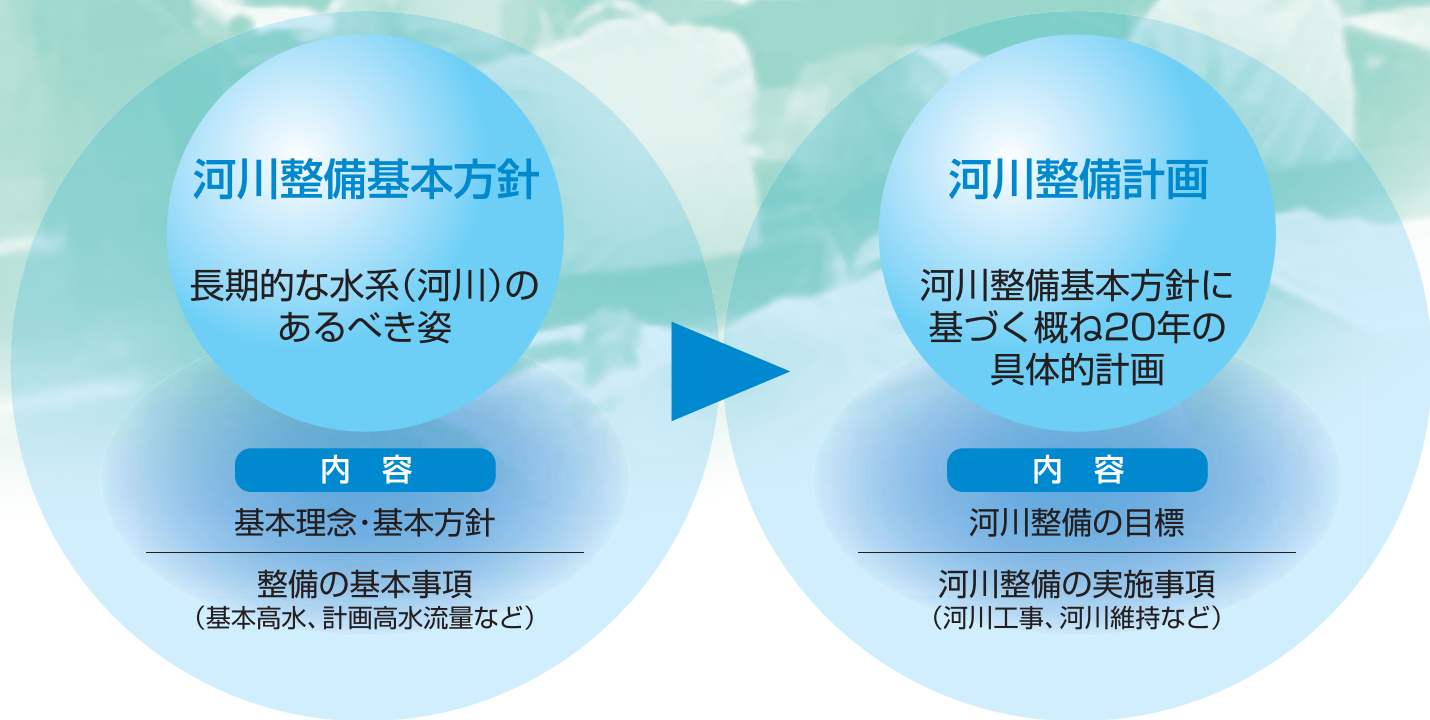 河川整備基本方針
長期的な水系（河川）の
あるべき姿
内 容
基本理念・基本方針
整備の基本事項
（基本高水、計画高水流量など）
河川整備計画
河川整備基本方針に
基づく概ね20年の
具体的計画
内 容
河川整備の目標
河川整備の実施事項
（河川工事、河川維持など）